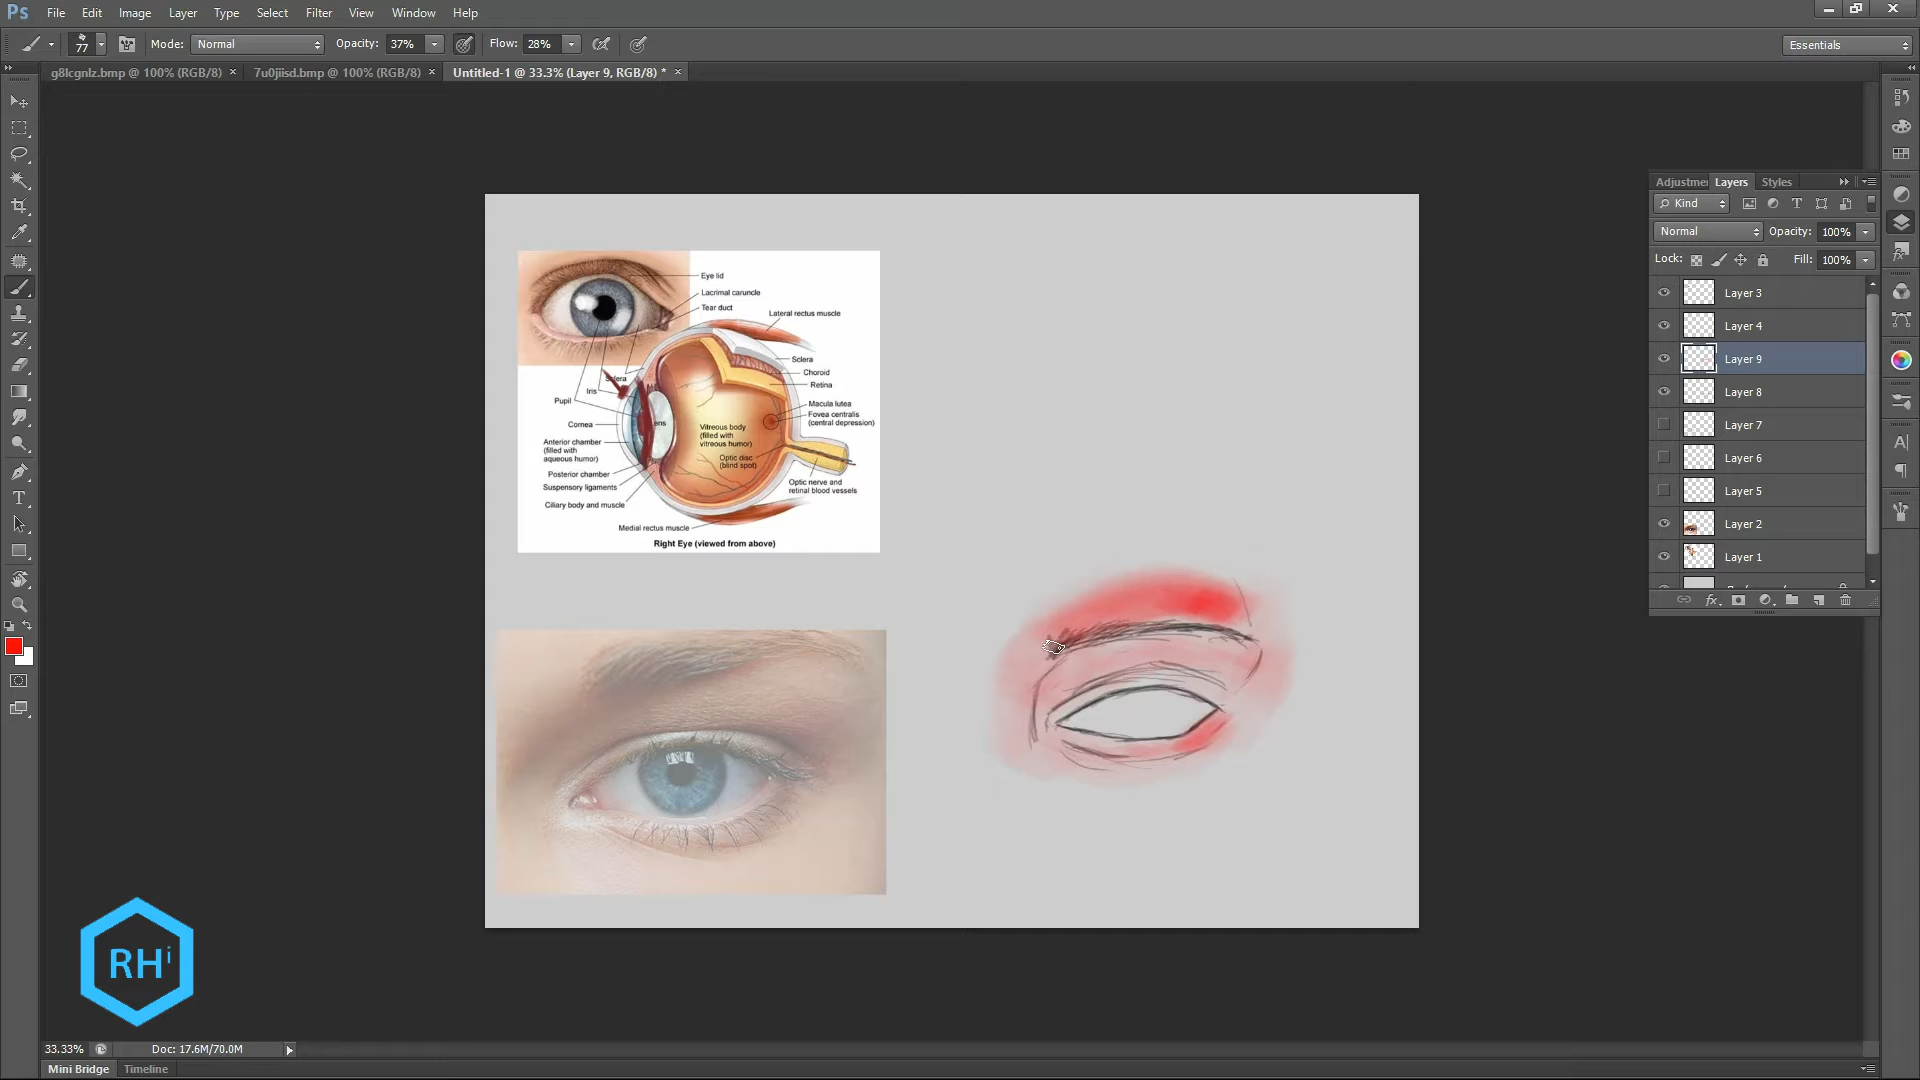 Ps File Edit Image Layer Type Select Filter 3D View Window Help
77 Mode: Normal Opacity: 37% Flow: 28% Essentials
g8lcgnlz.bmp @ 100% (RGB/8) × 7u0jiisd.bmp @ 100% (RGB/8) × Untitled-1 @ 33.3% (Layer 9, RGB/8) * ×
Adjustmer Layers Styles
Kind
Normal Opacity: 100%
Lock: Fill: 100%
Layer 3
Layer 4
Layer 9
Layer 8
Layer 7
Layer 6
Layer 5
Layer 2
Layer 1
Eye lid
Lacrimal caruncle
Tear duct
Lateral rectus muscle
Sclera
Choroid
Retina
Sclera
Iris
Pupil
Macula lutea
Fovea centralis
(central depression)
Cornea
Vitreous body
(filled with
vitreous humor)
Anterior chamber
(filled with
aqueous humor)
Optic disc
(blind spot)
Posterior chamber
Suspensory ligaments
Optic nerve and
retinal blood vessels
Ciliary body and muscle
Medial rectus muscle
Right Eye (viewed from above)
RHi
33.33% Doc: 17.6M/70.0M
Mini Bridge Timeline